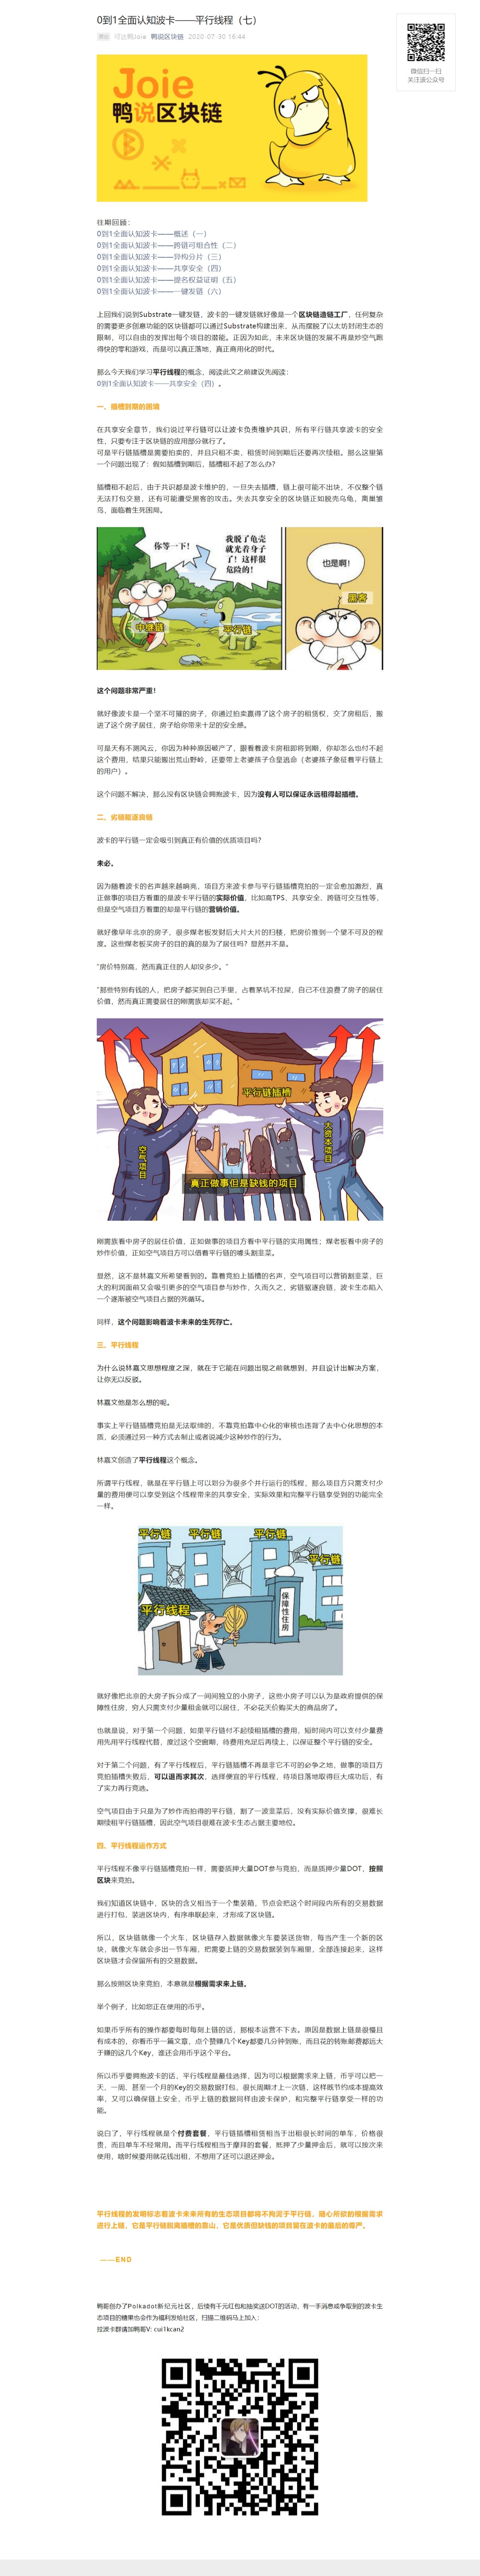 0到1全面认知波卡——平行线程（七）
原创 可达鸭Joie 鸭说区块链 2020-07-30 16:44
微信扫一扫
关注该公众号
Joie
鸭说区块链
往期回顾：
0到1全面认知波卡——概述（一）
0到1全面认知波卡——跨链可组合性（二）
0到1全面认知波卡——异构分片（三）
0到1全面认知波卡——共享安全（四）
0到1全面认知波卡——提名权益证明（五）
0到1全面认知波卡——一键发链（六）
上回我们说到Substrate一键发链，波卡的一键发链就好像是一个区块链造链工厂，任何复杂
的需要更多创意功能的区块链都可以通过Substrate构建出来，从而摆脱了以太坊封闭生态的
限制，可以自由的发挥出每个项目的潜能。正因为如此，未来区块链的发展不再是炒空气跑
得快的零和游戏，而是可以真正落地，真正商用化的时代。
那么今天我们学习平行线程的概念，阅读此文之前建议先阅读：
0到1全面认知波卡——共享安全（四）。
一、插槽到期的困境
在共享安全章节，我们说过平行链可以让波卡负责维护共识，所有平行链共享波卡的安全
性，只要专注于区块链的应用部分就行了。
可是平行链插槽是需要拍卖的，并且只租不卖，租赁时间到期后还要再次续租。那么这里第
一个问题出现了：假如插槽到期后，插槽租不起了怎么办？
插槽租不起后，由于共识都是波卡维护的，一旦失去插槽，链上很可能不出块，不仅整个链
无法打包交易，还有可能遭受黑客的攻击。失去共享安全的区块链正如脱壳乌龟，离巢雏
鸟，面临着生死困局。
你等一下！
我脱了龟壳
就光着身子
了！这样很
危险的！
也是啊！
中继链
平行链
黑客
这个问题非常严重！
就好像波卡是一个坚不可摧的房子，你通过拍卖赢得了这个房子的租赁权，交了房租后，搬
进了这个房子居住，房子给你带来十足的安全感。
可是天有不测风云，你因为种种原因破产了，眼看着波卡房租即将到期，你却怎么也付不起
这个费用，结果只能搬出荒山野岭，还要带上老婆孩子仓皇逃命（老婆孩子象征着平行链上
的用户）。
这个问题不解决，那么没有区块链会拥抱波卡，因为没有人可以保证永远租得起插槽。
二、劣链驱逐良链
波卡的平行链一定会吸引到真正有价值的优质项目吗？
未必。
因为随着波卡的名声越来越响亮，项目方来波卡参与平行链插槽竞拍的一定会愈加激烈，真
正做事的项目方看重的是波卡平行链的实际价值，比如高TPS、共享安全、跨链可交互性等，
但是空气项目方看重的却是平行链的营销价值。
就好像早年北京的房子，很多煤老板发财后大片大片的扫楼，把房价推到一个望不可及的程
度。这些煤老板买房子的目的真的是为了居住吗？显然并不是。
“房价特别高，然而真正住的人却没多少。”
“那些特别有钱的人，把房子都买到自己手里，占着茅坑不拉屎，自己不住浪费了房子的居住
价值，然而真正需要居住的刚需族却买不起。”
平行链插槽
空气项目
大资本项目
真正做事但是缺钱的项目
刚需族看中房子的居住价值，正如做事的项目方看中平行链的实用属性；煤老板看中房子的
炒作价值，正如空气项目方可以借着平行链的噱头割韭菜。
显然，这不是林嘉文所希望看到的。靠着竞拍上插槽的名声，空气项目可以营销割韭菜，巨
大的利润面前又会吸引更多的空气项目参与炒作，久而久之，劣链驱逐良链，波卡生态陷入
一个逐渐被空气项目占据的死循环。
同样，这个问题影响着波卡未来的生死存亡。
三、平行线程
为什么说林嘉文思想程度之深，就在于它能在问题出现之前就想到，并且设计出解决方案，
让你无以反驳。
林嘉文他是怎么想的呢。
事实上平行链插槽竞拍是无法取缔的，不靠竞拍靠中心化的审核也违背了去中心化思想的本
质，必须通过另一种方式去制止或者说减少这种炒作的行为。
林嘉文创造了平行线程这个概念。
所谓平行线程，就是在平行链上可以划分为很多个并行运行的线程，那么项目方只需支付少
量的费用便可以享受到这个线程带来的共享安全，实际效果和完整平行链享受到的功能完全
一样。
平行链
平行链
平行链
平行链
平行线程
保障性住房
就好像把北京的大房子拆分成了一间间独立的小房子，这些小房子可以认为是政府提供的保
障性住房，穷人只需支付少量租金就可以居住，不必花天价购买大的商品房了。
也就是说，对于第一个问题，如果平行链付不起续租插槽的费用，短时间内可以支付少量费
用先用平行线程代替，度过这个空窗期，待费用充足后再续上，以保证整个平行链的安全。
对于第二个问题，有了平行线程后，平行链插槽不再是非它不可的必争之地，做事的项目方
竞拍插槽失败后，可以退而求其次，选择便宜的平行线程，待项目落地取得巨大成功后，有
了实力再行竞选。
空气项目由于只是为了炒作而拍得的平行链，割了一波韭菜后，没有实际价值支撑，很难长
期续租平行链插槽，因此空气项目很难在波卡生态占据主要地位。
四、平行线程运作方式
平行线程不像平行链插槽竞拍一样，需要质押大量DOT参与竞拍，而是质押少量DOT，按照
区块来竞拍。
我们知道区块链中，区块的含义相当于一个集装箱，节点会把这个时间段内所有的交易数据
进行打包，装进区块内，有序串联起来，才形成了区块链。
所以，区块链就像一个火车，区块链存入数据就像火车要装送货物，每当产生一个新的区
块，就像火车就会多出一节车厢，把需要上链的交易数据装到车厢里，全部连接起来，这样
区块链才会保留所有的交易数据。
那么按照区块来竞拍，本意就是根据需求来上链。
举个例子，比如您正在使用的币乎。
如果币乎所有的操作都要每时每刻上链的话，那根本运营不下去。原因是数据上链是很慢且
有成本的，你看币乎一篇文章，点个赞赚几个Key都要几分钟到账，而且花的转账邮费都远大
于赚的这几个Key，谁还会用币乎这个平台。
所以币乎要拥抱波卡的话，平行线程是最佳选择，因为可以根据需求来上链，币乎可以把一
天、一周、甚至一个月的Key的交易数据打包，很长周期才上一次链，这样既节约成本提高效
率，又可以确保链上安全，币乎上链的数据同样由波卡保护，和完整平行链享受一样的功
能。
说白了，平行线程就是个付费套餐，平行链插槽租赁相当于出租很长时间的单车，价格很
贵，而且单车不经常用。而平行线程相当于摩拜的套餐，抵押了少量押金后，就可以按次来
使用，啥时候要用就花钱出租，不想用了还可以退还押金。
平行线程的发明标志着波卡未来所有的生态项目都将不拘泥于平行链，随心所欲的根据需求
进行上链，它是平行链脱离插槽的靠山，它是优质但缺钱的项目留在波卡的最后的尊严。
——END
鸭哥创办了Polkadot新纪元社区，后续有千元红包和抽奖送DOT的活动，有一手消息或争取到的波卡生
态项目的糖果也会作为福利发给社区，扫描二维码马上加入：
拉波卡群请加鸭哥V: cui1kcan2